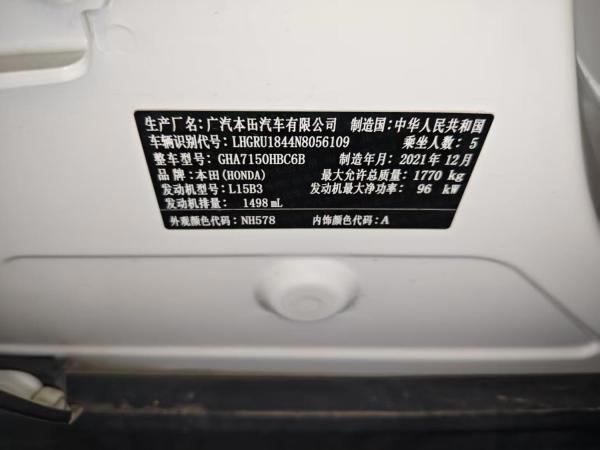 生产厂名：广汽本田汽车有限公司 制造国：中华人民共和国
车辆识别代号：LHGRU1844N8056109 乘坐人数：5
整车型号：GHA7150HBC6B 制造年月：2021年12月
品牌：本田(HONDA) 最大允许总质量：1770 kg
发动机型号：L15B3 发动机最大净功率：96 kW
发动机排量：1498 mL
外观颜色代码：NH578 内饰颜色代码：A